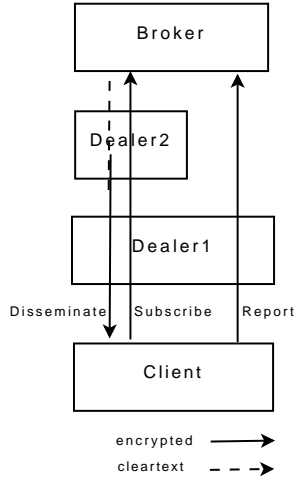 Broker
Dealer2
Dealer1
Disseminate Subscribe Report
Client
encrypted
cleartext